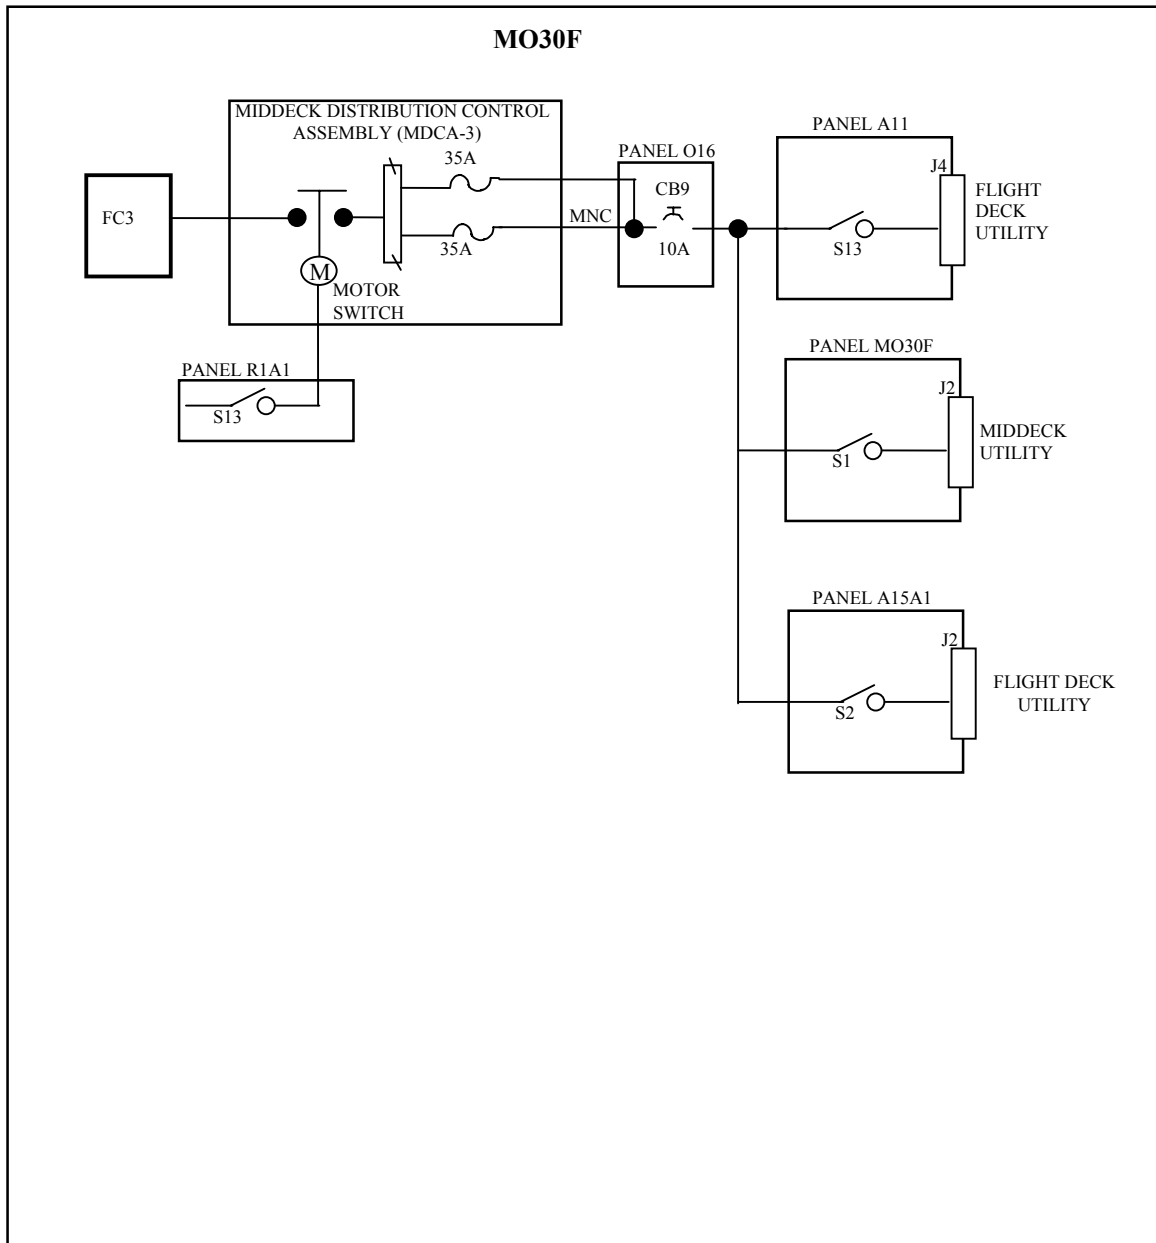 MO30F
MIDDECK DISTRIBUTION CONTROL
ASSEMBLY (MDCA-3)
35A
35A
FC3
M
MOTOR
SWITCH
MNC
PANEL R1A1
S13
PANEL O16
CB9
10A
PANEL A11
J4
S13
FLIGHT
DECK
UTILITY
PANEL MO30F
J2
S1
MIDDECK
UTILITY
PANEL A15A1
J2
S2
FLIGHT DECK
UTILITY